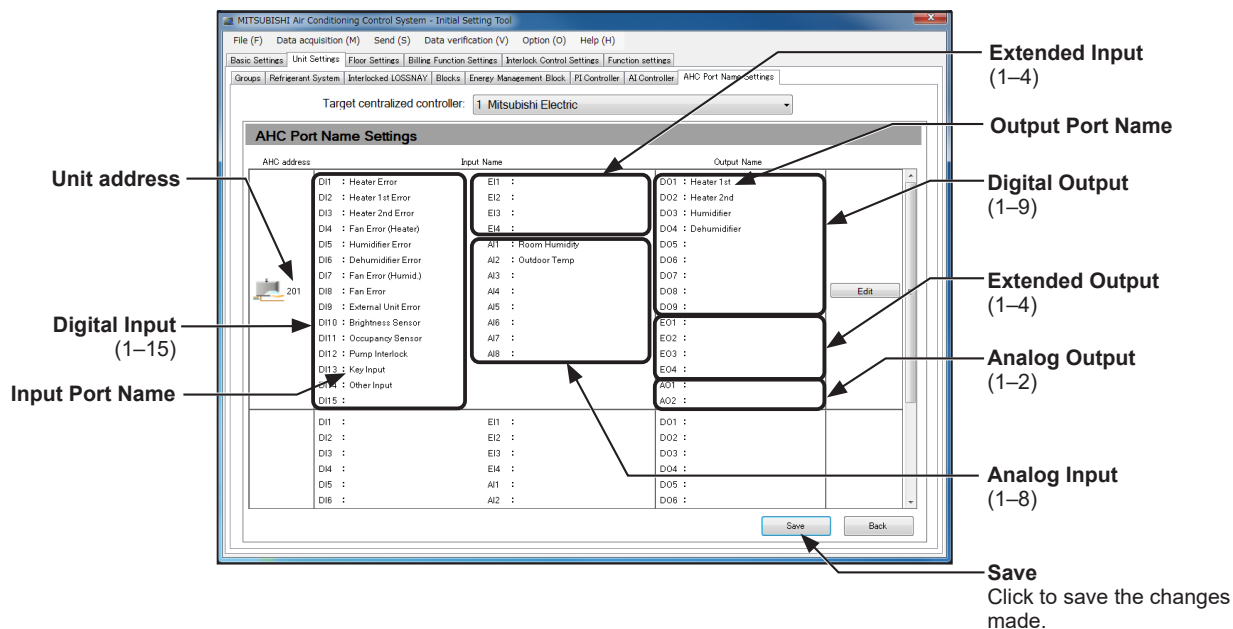 MITSUBISHI Air Conditioning Control System - Initial Setting Tool
File (F) Data acquisition (M) Send (S) Data verification (V) Option (O) Help (H)
Basic Settings Unit Settings Floor Settings Billing Function Settings Interlock Control Settings Function settings
Groups Refrigerant System Interlocked LOSSNAY Blocks Energy Management Block PI Controller AI Controller AHC Port Name Settings
Target centralized controller: 1 Mitsubishi Electric
AHC Port Name Settings
AHC address Input Name Output Name
DI1 : Heater Error EI1 : DO1 : Heater 1st
DI2 : Heater 1st Error EI2 : DO2 : Heater 2nd
DI3 : Heater 2nd Error EI3 : DO3 : Humidifier
DI4 : Fan Error (Heater) EI4 : DO4 : Dehumidifier
DI5 : Humidifier Error AI1 : Room Humidity DO5 :
DI6 : Dehumidifier Error AI2 : Outdoor Temp DO6 :
DI7 : Fan Error (Humid.) AI3 : DO7 :
201 DI8 : Fan Error AI4 : DO8 : Edit
DI9 : External Unit Error AI5 : DO9 :
DI10 : Brightness Sensor AI6 : EO1 :
DI11 : Occupancy Sensor AI7 : EO2 :
DI12 : Pump Interlock AI8 : EO3 :
DI13 : Key Input EO4 :
DI14 : Other Input AO1 :
DI15 : AO2 :
DI1 : EI1 : DO1 :
DI2 : EI2 : DO2 :
DI3 : EI3 : DO3 :
DI4 : EI4 : DO4 :
DI5 : AI1 : DO5 :
DI6 : AI2 : DO6 :
Save Back
Unit address
Digital Input
(1–15)
Input Port Name
Extended Input
(1–4)
Output Port Name
Digital Output
(1–9)
Extended Output
(1–4)
Analog Output
(1–2)
Analog Input
(1–8)
Save
Click to save the changes
made.